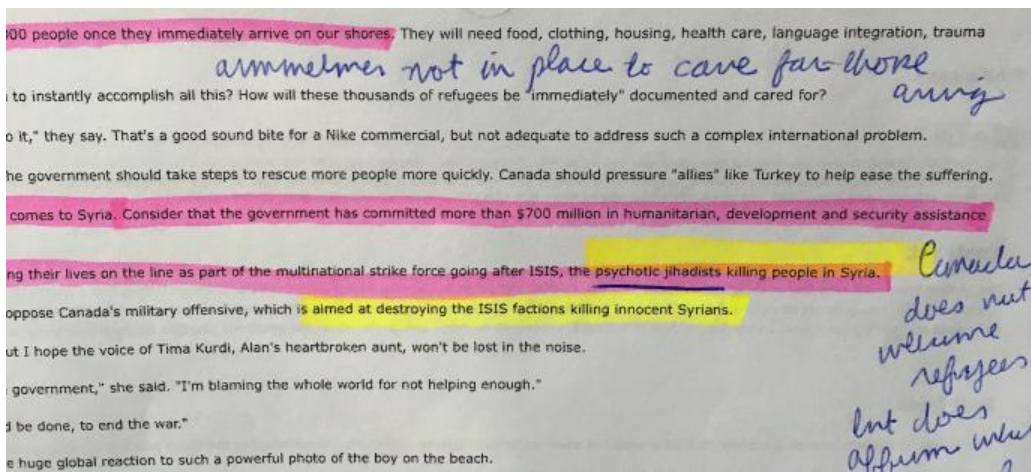 00 people once they immediately arrive on our shores. They will need food, clothing, housing, health care, language integration, trauma
not in place to care for those
to instantly accomplish all this? How will these thousands of refugees be "immediately" documented and cared for?
o it," they say. That's a good sound bite for a Nike commercial, but not adequate to address such a complex international problem.
he government should take steps to rescue more people more quickly. Canada should pressure "allies" like Turkey to help ease the suffering.
comes to Syria. Consider that the government has committed more than $700 million in humanitarian, development and security assistance
ng their lives on the line as part of the multinational strike force going after ISIS, the psychotic jihadists killing people in Syria.
Canada
oppose Canada's military offensive, which is aimed at destroying the ISIS factions killing innocent Syrians.
does not
welcome
ut I hope the voice of Tima Kurdi, Alan's heartbroken aunt, won't be lost in the noise.
refugees
government," she said. "I'm blaming the whole world for not helping enough."
d be done, to end the war."
but does
e huge global reaction to such a powerful photo of the boy on the beach.